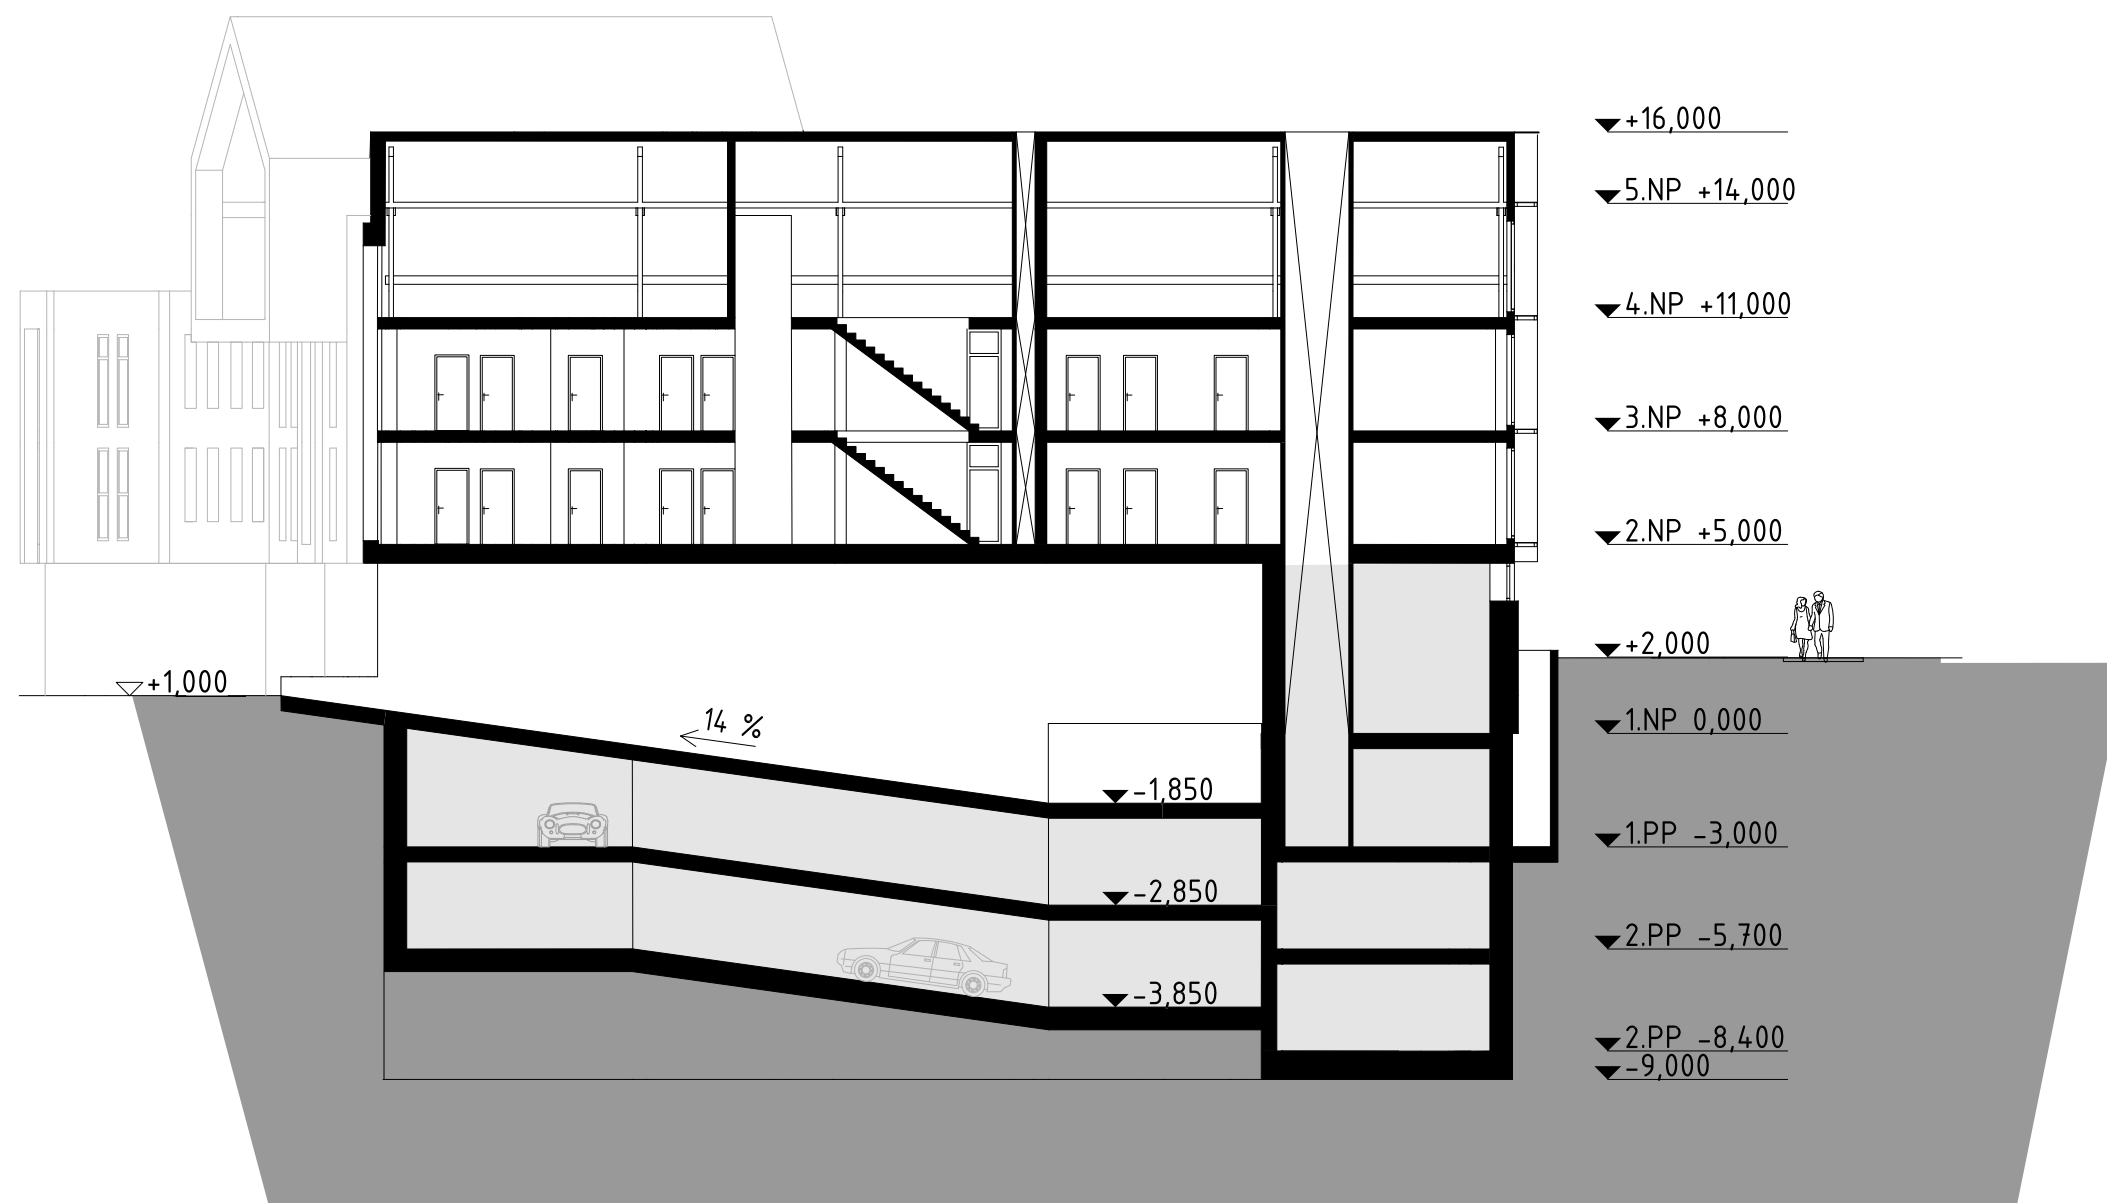 +16,000
5.NP +14,000
4.NP +11,000
3.NP +8,000
2.NP +5,000
+2,000
+1,000
14 %
1.NP 0,000
-1,850
1.PP -3,000
-2,850
2.PP -5,700
-3,850
2.PP -8,400
-9,000